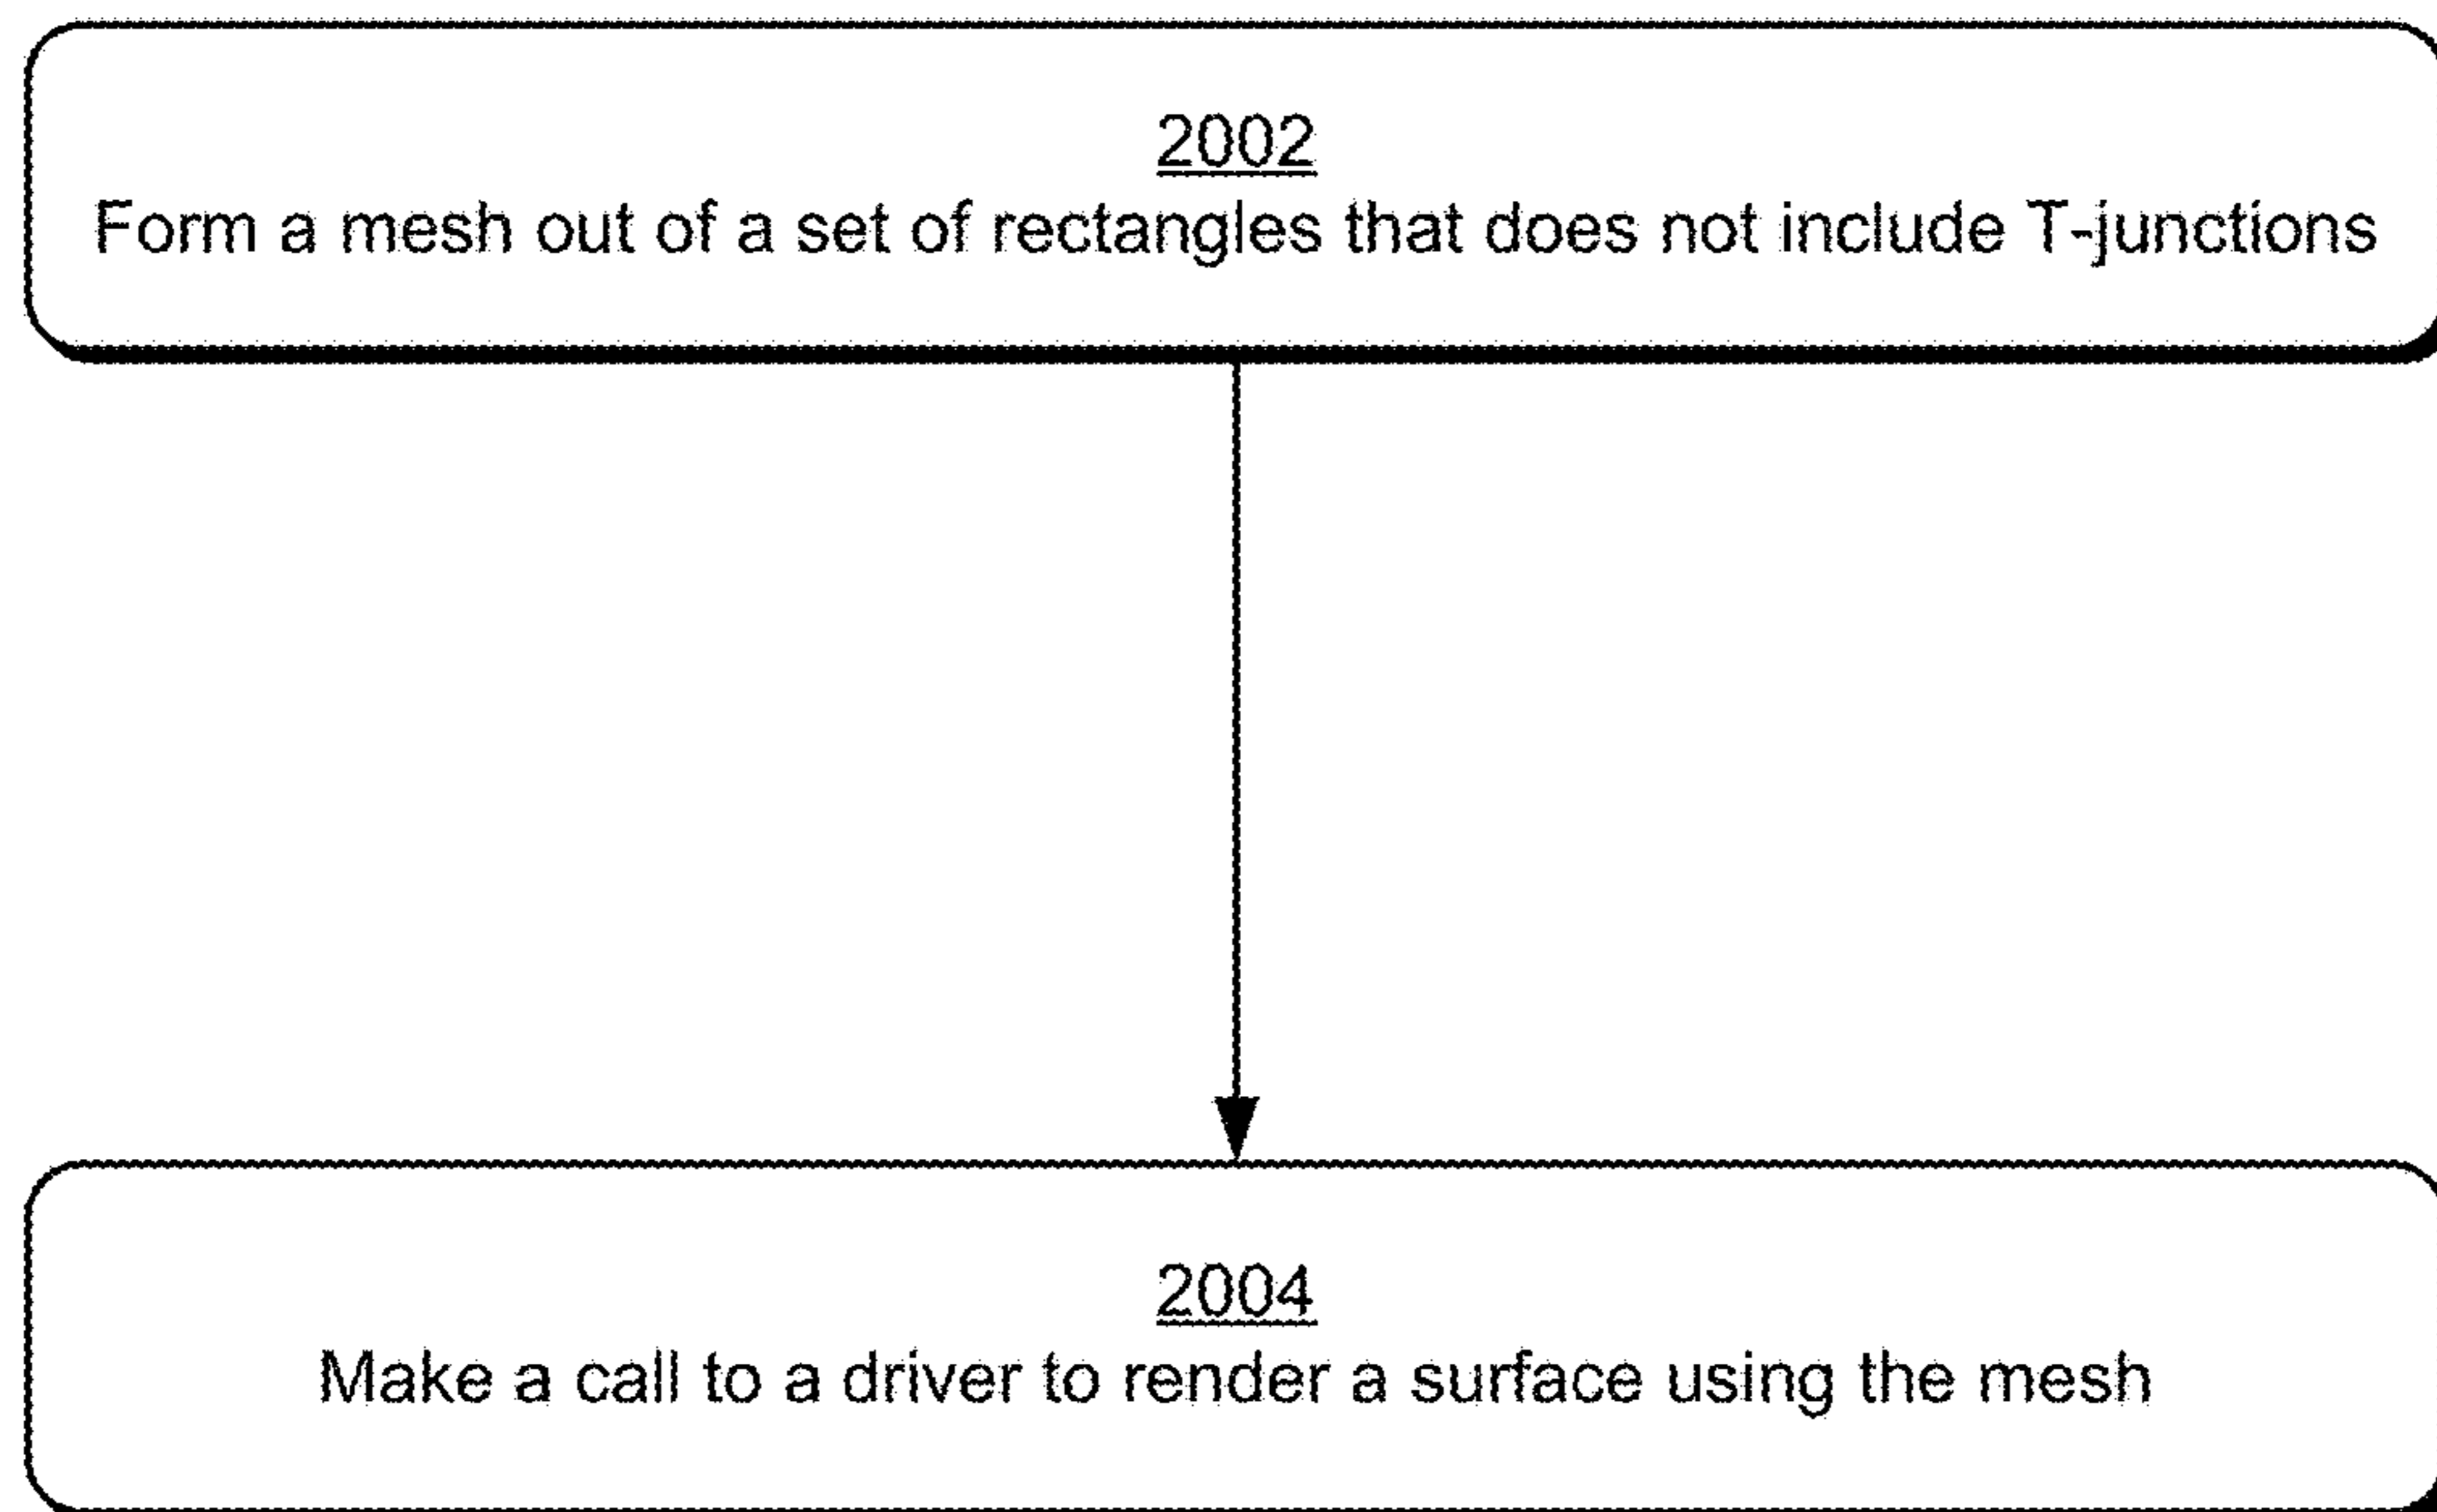 2002
Form a mesh out of a set of rectangles that does not include T-junctions
2004
Make a call to a driver to render a surface using the mesh